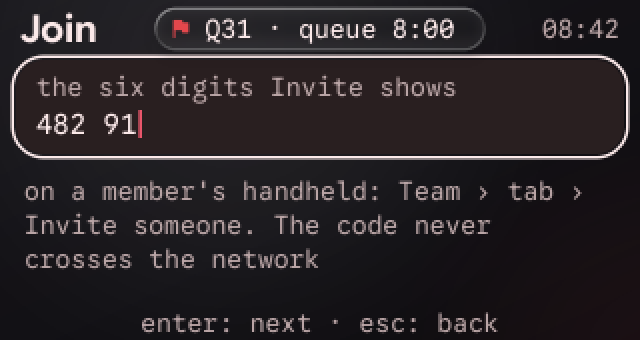 Join
Q31 · queue 8:00
08:42
the six digits Invite shows
482 91
on a member's handheld: Team › tab ›
Invite someone. The code never
crosses the network
enter: next · esc: back